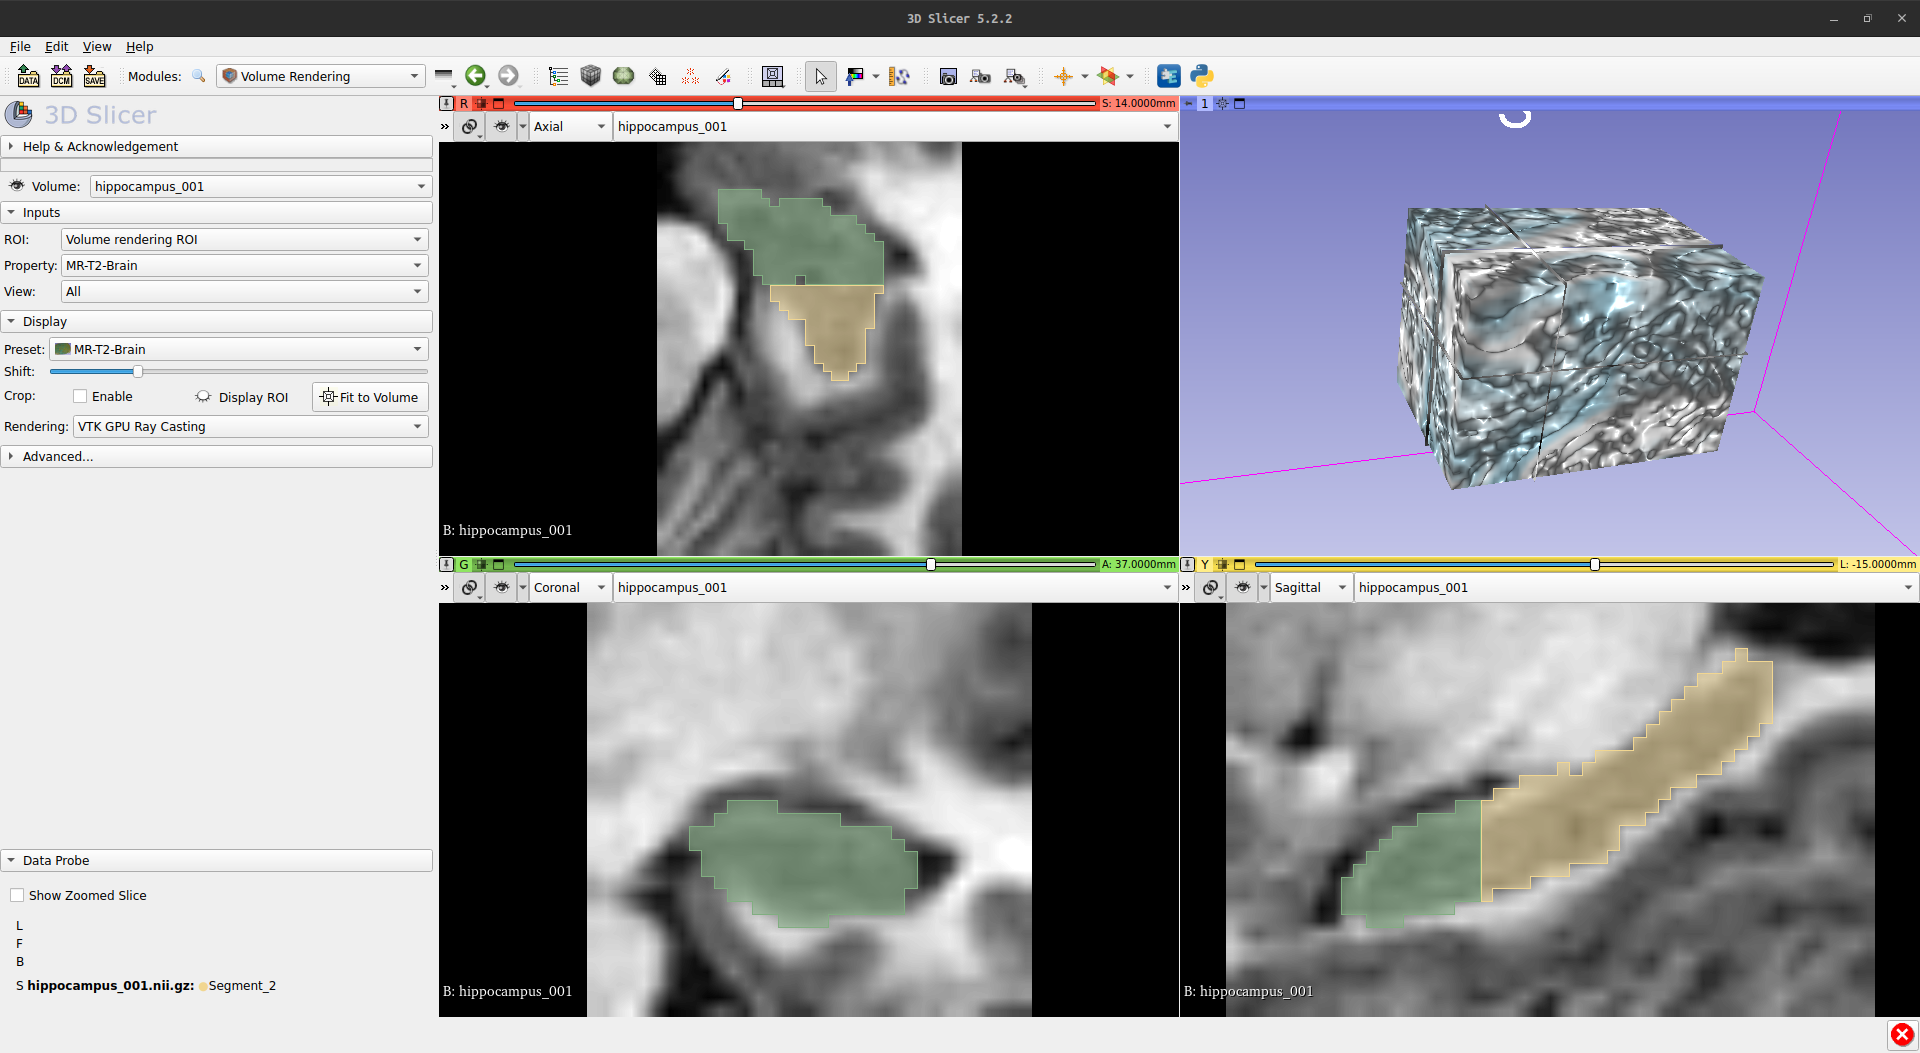 3D Slicer 5.2.2
File Edit View Help
DATA DCM SAVE Modules: Volume Rendering
3D Slicer
Help & Acknowledgement
Volume: hippocampus_001
Inputs
ROI: Volume rendering ROI
Property: MR-T2-Brain
View: All
Display
Preset: MR-T2-Brain
Shift:
Crop: Enable Display ROI Fit to Volume
Rendering: VTK GPU Ray Casting
Advanced...
Data Probe
Show Zoomed Slice
L
F
B
S hippocampus_001.nii.gz: Segment_2
R S: 14.0000mm
Axial hippocampus_001
B: hippocampus_001
1
G A: 37.0000mm
Coronal hippocampus_001
B: hippocampus_001
Y L: -15.0000mm
Sagittal hippocampus_001
B: hippocampus_001